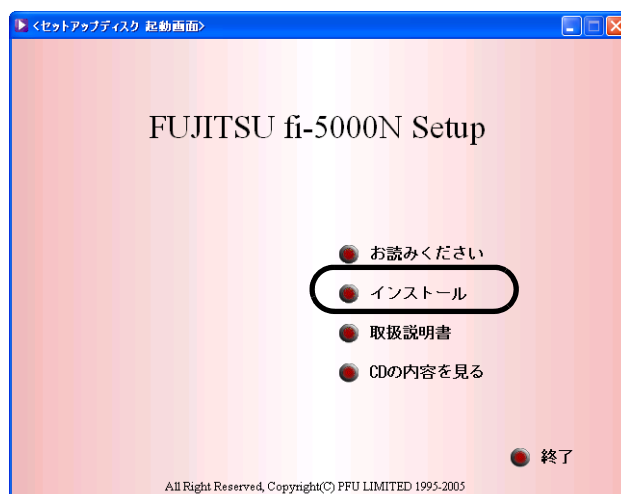 <セットアップディスク 起動画面>
FUJITSU fi-5000N Setup
お読みください
インストール
取扱説明書
CDの内容を見る
終了
All Right Reserved, Copyright(C) PFU LIMITED 1995-2005